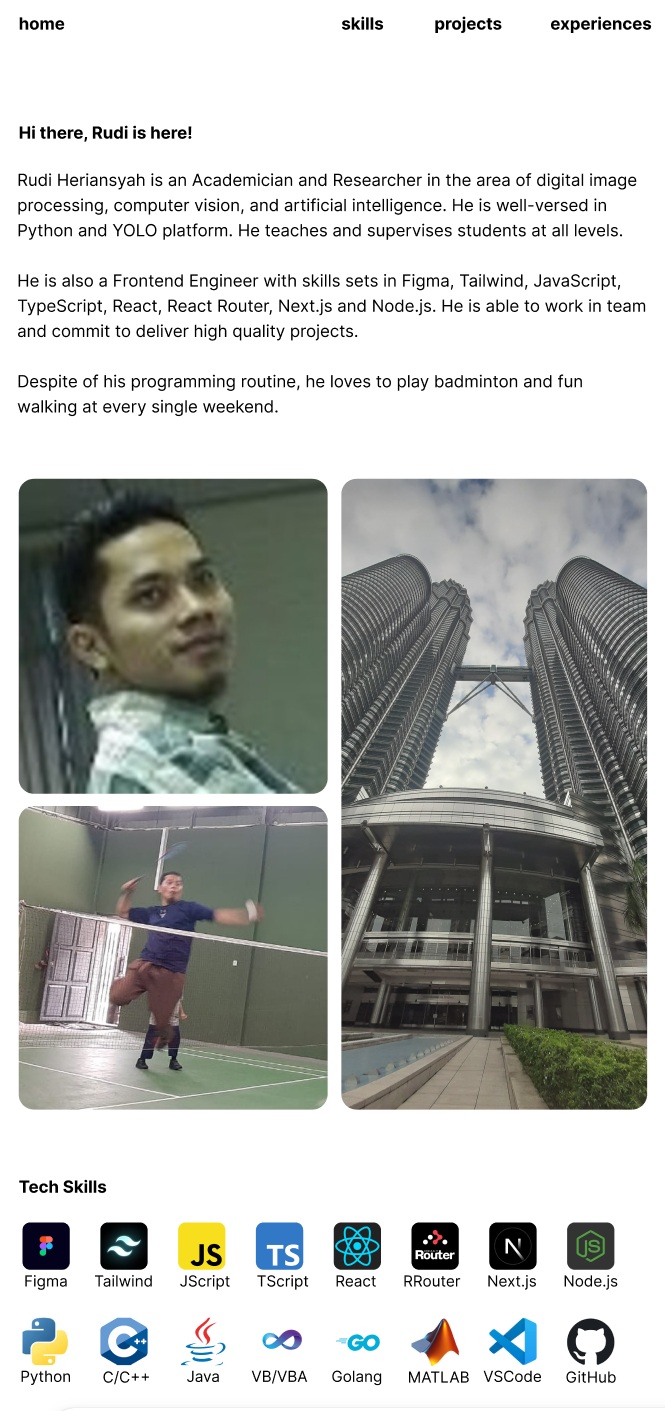 home skills projects experiences
Hi there, Rudi is here!
Rudi Heriansyah is an Academician and Researcher in the area of digital image
processing, computer vision, and artificial intelligence. He is well-versed in
Python and YOLO platform. He teaches and supervises students at all levels.
He is also a Frontend Engineer with skills sets in Figma, Tailwind, JavaScript,
TypeScript, React, React Router, Next.js and Node.js. He is able to work in team
and commit to deliver high quality projects.
Despite of his programming routine, he loves to play badminton and fun
walking at every single weekend.
Tech Skills
JS TS Router N JS
Figma Tailwind JScript TScript React RRouter Next.js Node.js
C ++ GO
Python C/C++ Java VB/VBA Golang MATLAB VSCode GitHub